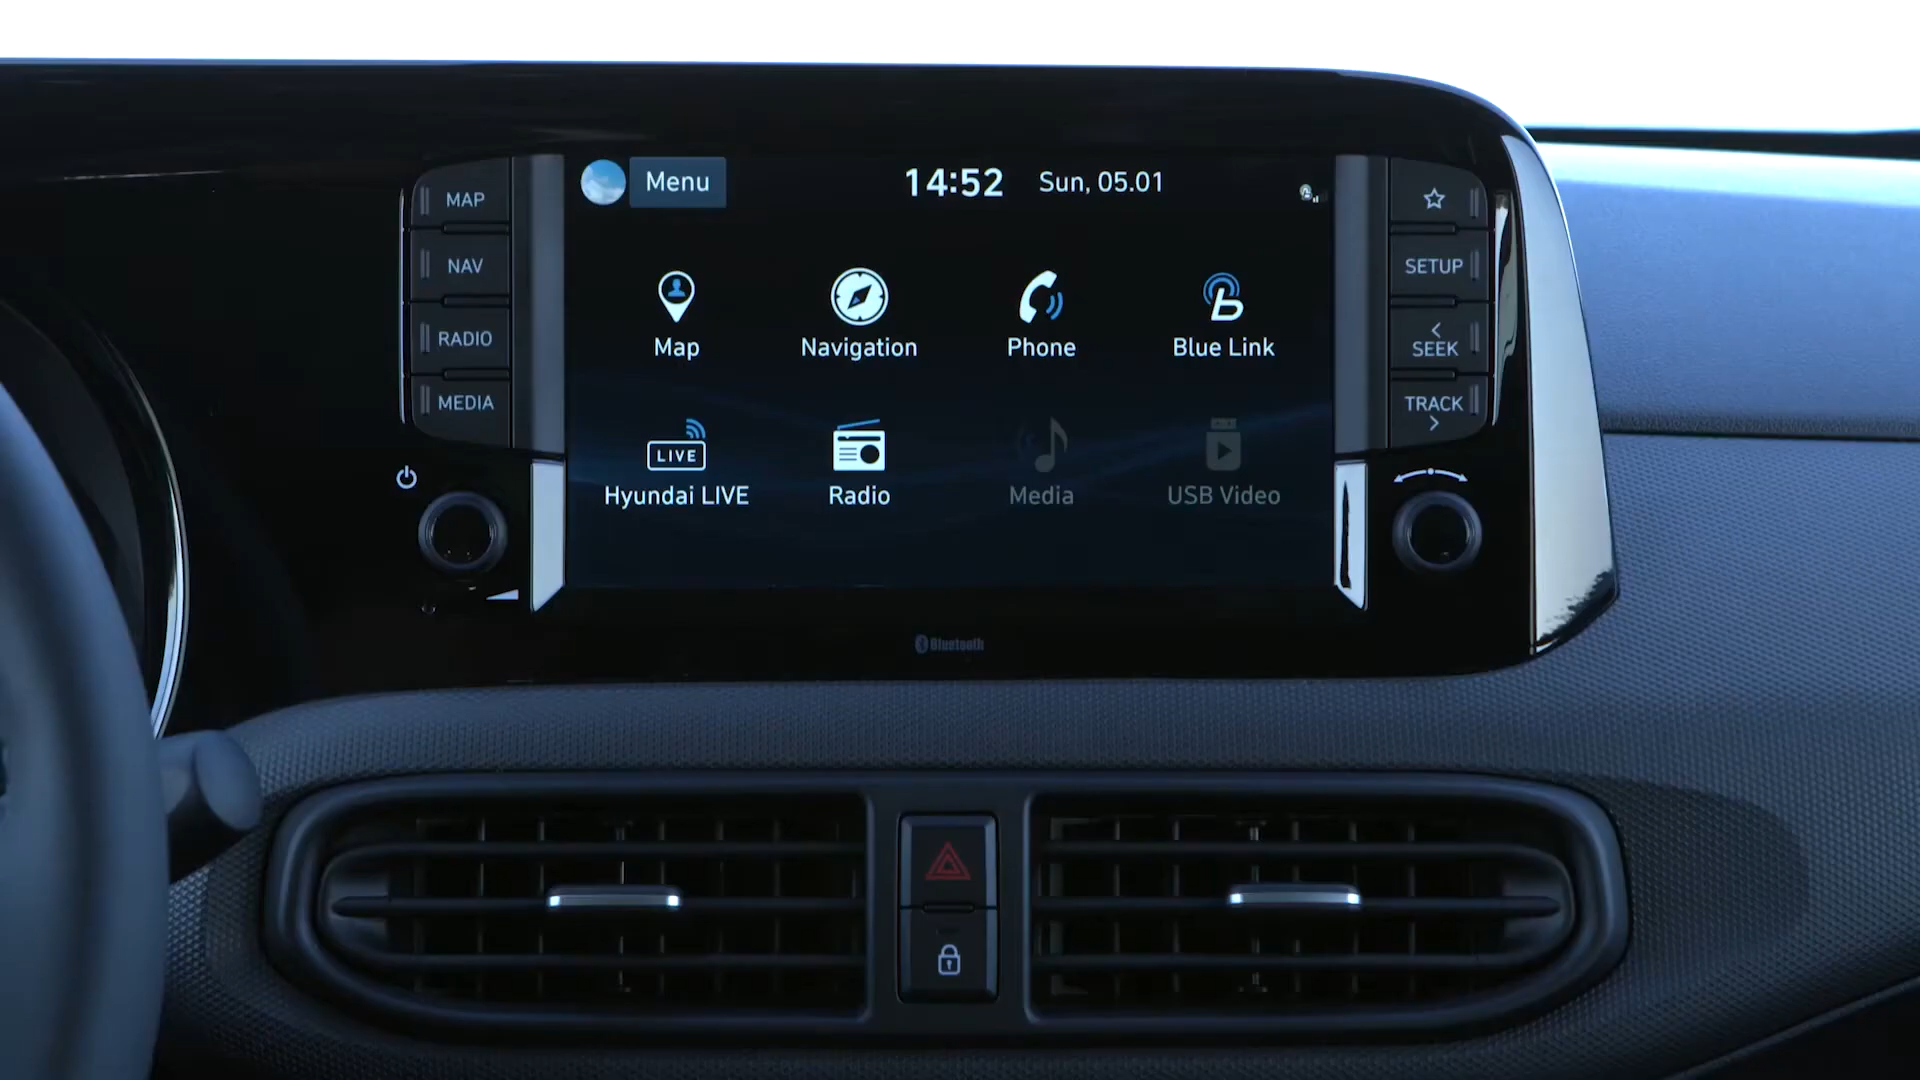 MAP
NAV
RADIO
MEDIA
Menu
14:52
Sun, 05.01
Map
Navigation
Phone
Blue Link
LIVE
Hyundai LIVE
Radio
Media
USB Video
SETUP
<
SEEK
TRACK
>
Bluetooth